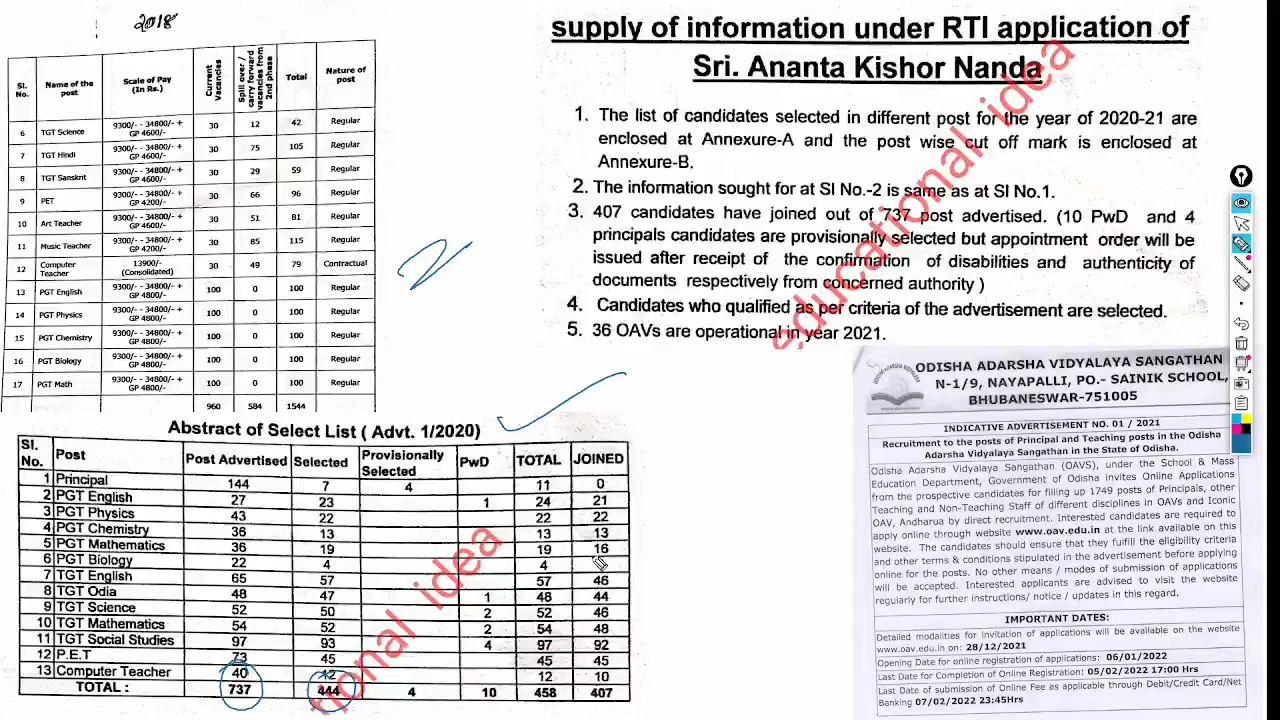 2018
Sl. No. Name of the post Scale of Pay (In Rs.) Current Vacancies Spill over / carry forward vacancies from 2nd phase Total Nature of post
6 TGT Science 9300/- - 34800/- + GP 4600/- 30 12 42 Regular
7 TGT Hindi 9300/- - 34800/- + GP 4600/- 30 75 105 Regular
8 TGT Sanskrit 9300/- - 34800/- + GP 4600/- 30 29 59 Regular
9 PET 9300/- - 34800/- + GP 4200/- 30 66 96 Regular
10 Art Teacher 9300/- - 34800/- + GP 4600/- 30 51 81 Regular
11 Music Teacher 9300/- - 34800/- + GP 4200/- 30 85 115 Regular
12 Computer Teacher 13900/- (Consolidated) 30 49 79 Contractual
13 PGT English 9300/- - 34800/- + GP 4800/- 100 0 100 Regular
14 PGT Physics 9300/- - 34800/- + GP 4800/- 100 0 100 Regular
15 PGT Chemistry 9300/- - 34800/- + GP 4800/- 100 0 100 Regular
16 PGT Biology 9300/- - 34800/- + GP 4800/- 100 0 100 Regular
17 PGT Math 9300/- - 34800/- + GP 4800/- 100 0 100 Regular
960 584 1544
2
Abstract of Select List ( Advt. 1/2020)
Sl. No. Post Post Advertised Selected Provisionally Selected PwD TOTAL JOINED
1 Principal 144 7 4 11 0
2 PGT English 27 23 1 24 21
3 PGT Physics 43 22 22 22
4 PGT Chemistry 36 13 13 13
5 PGT Mathematics 36 19 19 16
6 PGT Biology 22 4 4
7 TGT English 65 57 57 46
8 TGT Odia 48 47 1 48 44
9 TGT Science 52 50 2 52 46
10 TGT Mathematics 54 52 2 54 48
11 TGT Social Studies 97 93 4 97 92
12 P.E.T 73 45 45 45
13 Computer Teacher 40 12 12 10
TOTAL : 737 444 4 10 458 407
supply of information under RTI application of
Sri. Ananta Kishor Nanda
1. The list of candidates selected in different post for the year of 2020-21 are
enclosed at Annexure-A and the post wise cut off mark is enclosed at
Annexure-B.
2. The information sought for at Sl No.-2 is same as at Sl No.1.
3. 407 candidates have joined out of 737 post advertised. (10 PwD and 4
principals candidates are provisionally selected but appointment order will be
issued after receipt of the confirmation of disabilities and authenticity of
documents respectively from concerned authority )
4. Candidates who qualified as per criteria of the advertisement are selected.
5. 36 OAVs are operational in year 2021.
educational idea
tional idea
ODISHA ADARSHA VIDYALAYA SANGATHAN
N-1/9, NAYAPALLI, PO.- SAINIK SCHOOL,
BHUBANESWAR-751005
INDICATIVE ADVERTISEMENT NO. 01 / 2021
Recruitment to the posts of Principal and Teaching posts in the Odisha
Adarsha Vidyalaya Sangathan in the State of Odisha.
Odisha Adarsha Vidyalaya Sangathan (OAVS), under the School & Mass
Education Department, Government of Odisha invites Online Applications
from the prospective candidates for filling up 1749 posts of Principals, other
Teaching and Non-Teaching Staff of different disciplines in OAVs and Iconic
OAV, Andharua by direct recruitment. Interested candidates are required to
apply online through website www.oav.edu.in at the link available on this
website. The candidates should ensure that they fulfill the eligibility criteria
and other terms & conditions stipulated in the advertisement before applying
online for the posts. No other means / modes of submission of applications
will be accepted. Interested applicants are advised to visit the website
regularly for further instructions/ notice / updates in this regard.
IMPORTANT DATES:
Detailed modalities for invitation of applications will be available on the website
www.oav.edu.in on: 28/12/2021
Opening Date for online registration of applications: 06/01/2022
Last Date for Completion of Online Registration: 05/02/2022 17:00 Hrs
Last Date of submission of Online Fee as applicable through Debit/Credit Card/Net
Banking 07/02/2022 23:45Hrs